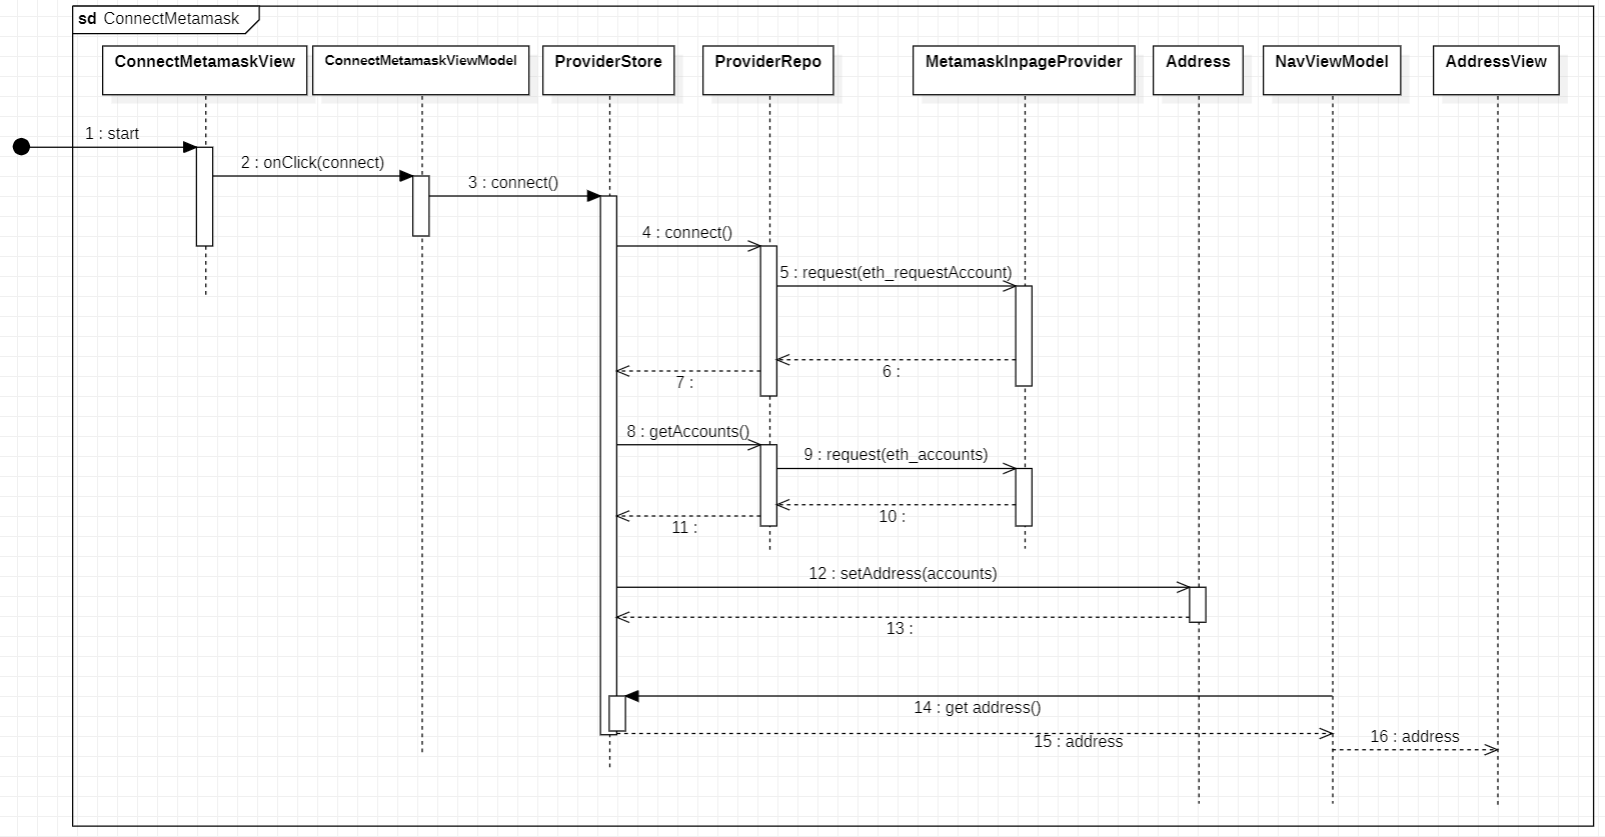 sd ConnectMetamask
ConnectMetamaskView
ConnectMetamaskViewModel
ProviderStore
ProviderRepo
MetamaskInpageProvider
Address
NavViewModel
AddressView
1 : start
2 : onClick(connect)
3 : connect()
4 : connect()
5 : request(eth_requestAccount)
6 :
7 :
8 : getAccounts()
9 : request(eth_accounts)
10 :
11 :
12 : setAddress(accounts)
13 :
14 : get address()
15 : address
16 : address